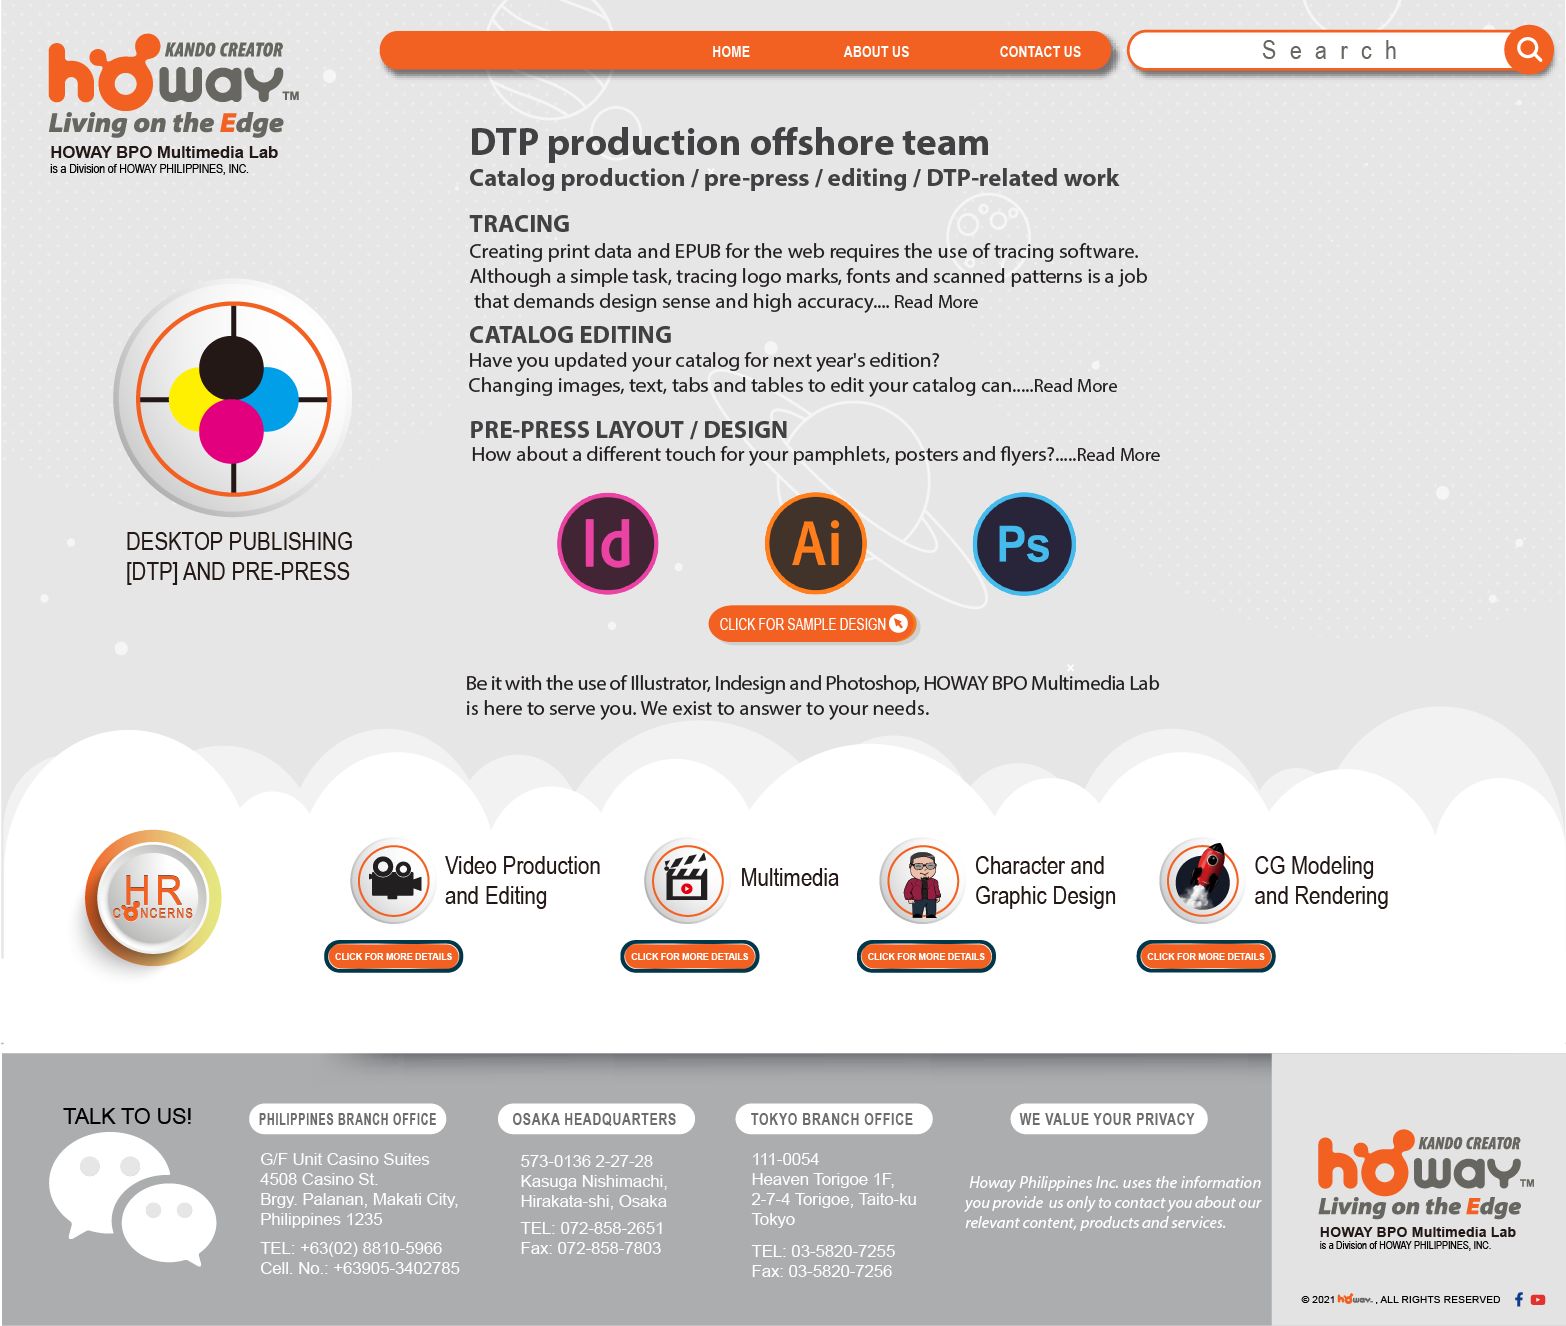 KANDO CREATOR
howay TM
Living on the Edge
HOWAY BPO Multimedia Lab
is a Division of HOWAY PHILIPPINES, INC.
HOME
ABOUT US
CONTACT US
Search
DTP production offshore team
Catalog production / pre-press / editing / DTP-related work
TRACING
Creating print data and EPUB for the web requires the use of tracing software.
Although a simple task, tracing logo marks, fonts and scanned patterns is a job
that demands design sense and high accuracy.... Read More
CATALOG EDITING
Have you updated your catalog for next year's edition?
Changing images, text, tabs and tables to edit your catalog can.....Read More
PRE-PRESS LAYOUT / DESIGN
How about a different touch for your pamphlets, posters and flyers?.....Read More
DESKTOP PUBLISHING
[DTP] AND PRE-PRESS
Id
Ai
Ps
CLICK FOR SAMPLE DESIGN
Be it with the use of Illustrator, Indesign and Photoshop, HOWAY BPO Multimedia Lab
is here to serve you. We exist to answer to your needs.
HR
CONCERNS
Video Production
and Editing
CLICK FOR MORE DETAILS
Multimedia
CLICK FOR MORE DETAILS
Character and
Graphic Design
CLICK FOR MORE DETAILS
CG Modeling
and Rendering
CLICK FOR MORE DETAILS
TALK TO US!
PHILIPPINES BRANCH OFFICE
G/F Unit Casino Suites
4508 Casino St.
Brgy. Palanan, Makati City,
Philippines 1235
TEL: +63(02) 8810-5966
Cell. No.: +63905-3402785
OSAKA HEADQUARTERS
573-0136 2-27-28
Kasuga Nishimachi,
Hirakata-shi, Osaka
TEL: 072-858-2651
Fax: 072-858-7803
TOKYO BRANCH OFFICE
111-0054
Heaven Torigoe 1F,
2-7-4 Torigoe, Taito-ku
Tokyo
TEL: 03-5820-7255
Fax: 03-5820-7256
WE VALUE YOUR PRIVACY
Howay Philippines Inc. uses the information
you provide us only to contact you about our
relevant content, products and services.
KANDO CREATOR
howay TM
Living on the Edge
HOWAY BPO Multimedia Lab
is a Division of HOWAY PHILIPPINES, INC.
© 2021 howay , ALL RIGHTS RESERVED